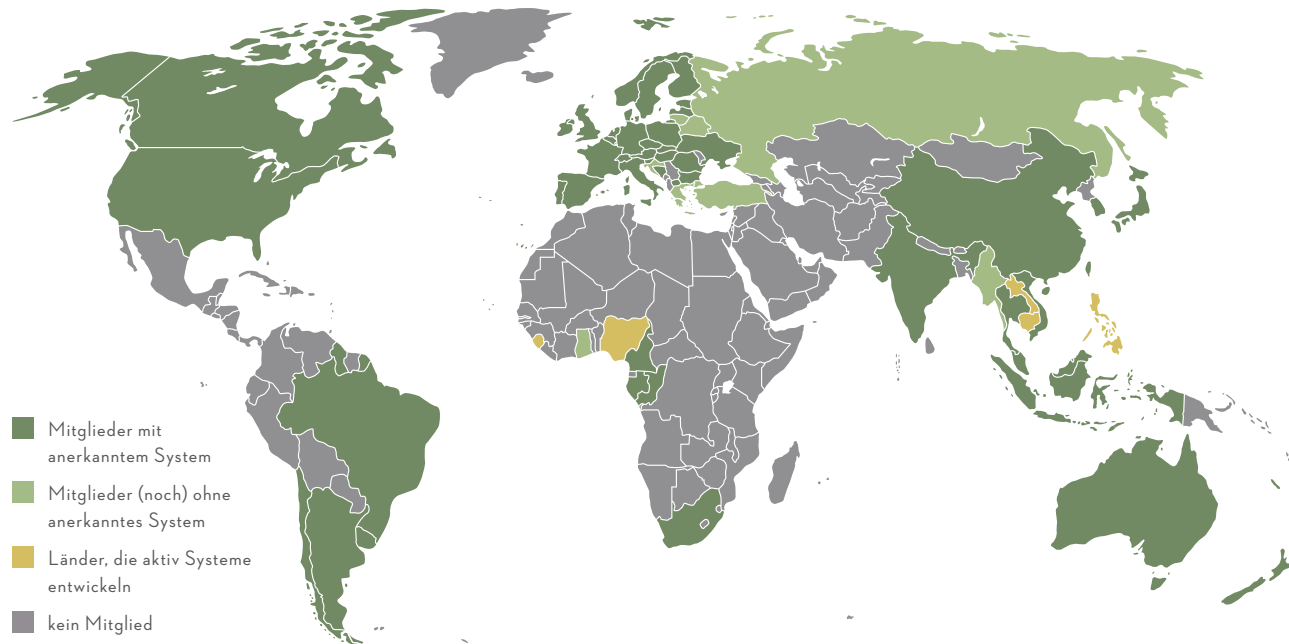 Mitglieder mit
anerkanntem System
Mitglieder (noch) ohne
anerkanntes System
Länder, die aktiv Systeme
entwickeln
kein Mitglied